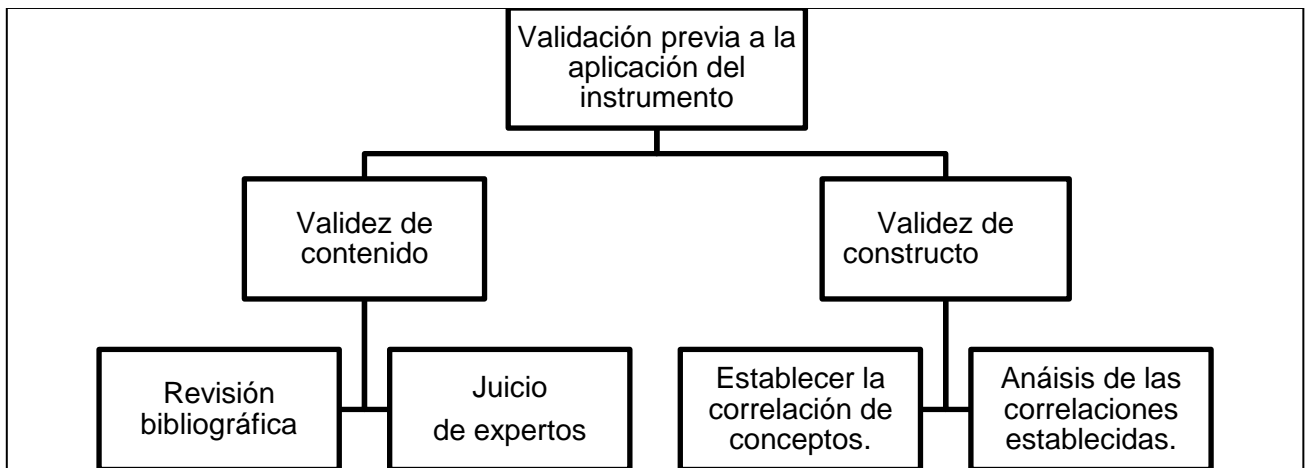 Validación previa a la
aplicación del
instrumento
Validez de
contenido
Validez de
constructo
Revisión
bibliográfica
Juicio
de expertos
Establecer la
correlación de
conceptos.
Anáisis de las
correlaciones
establecidas.